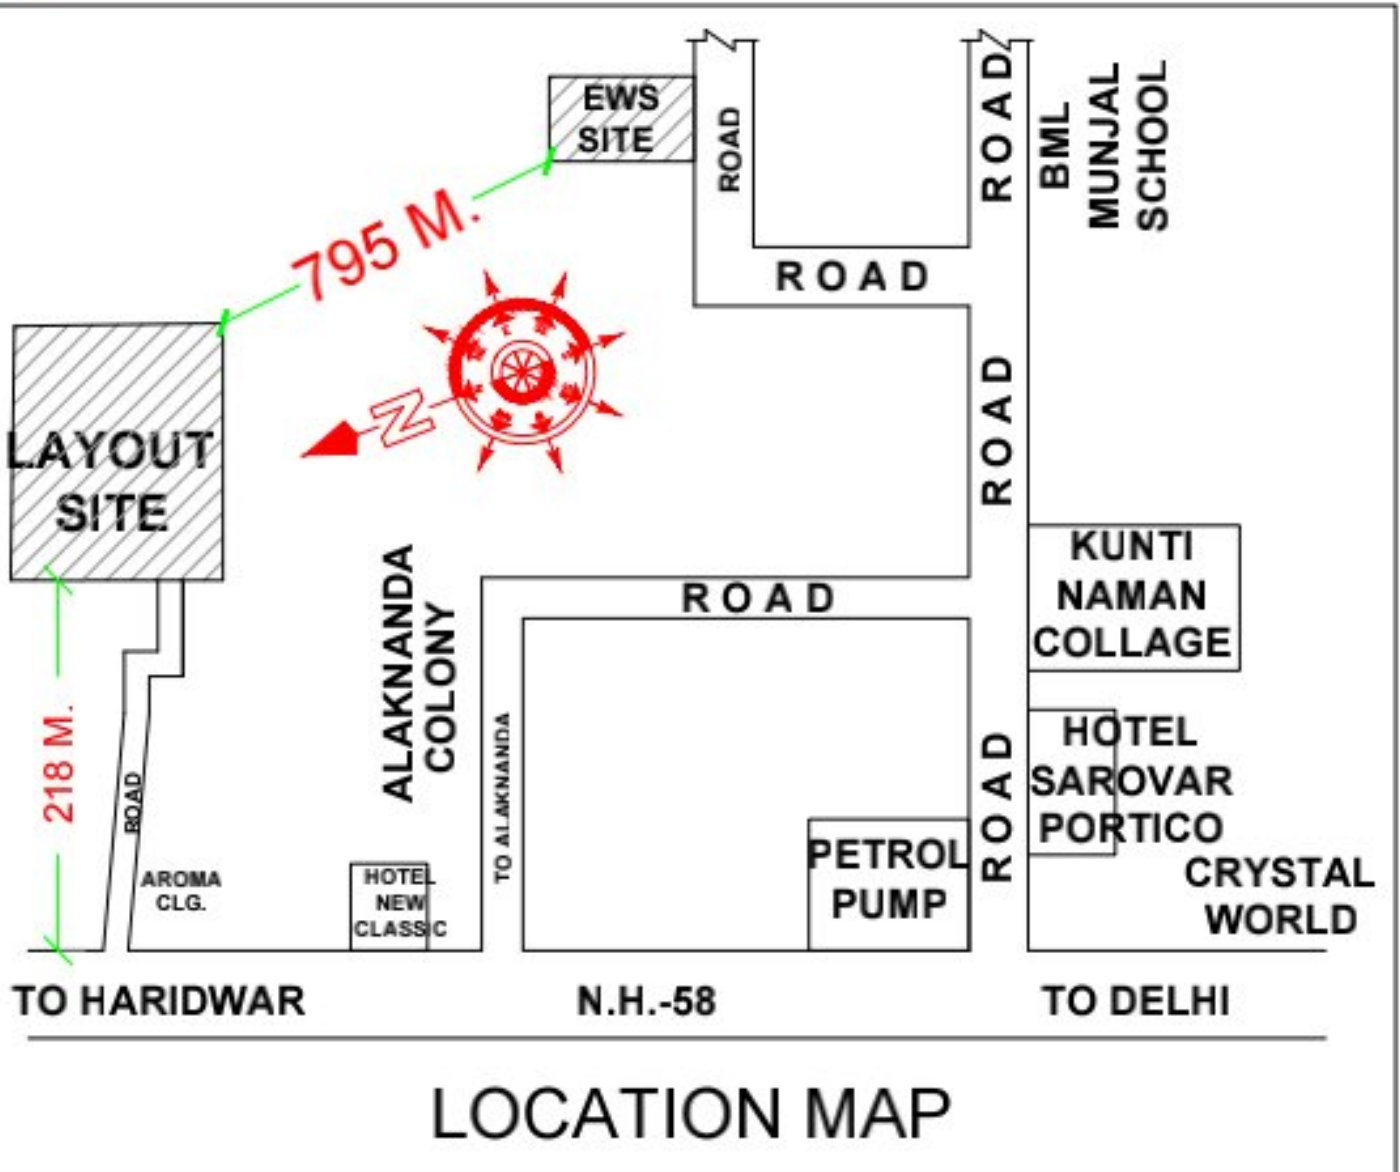 EWS
SITE
ROAD
ROAD
BML
MUNJAL
SCHOOL
795 M.
ROAD
N
LAYOUT
SITE
ROAD
ALAKNANDA
COLONY
ROAD
KUNTI
NAMAN
COLLAGE
218 M.
ROAD
TO ALAKNANDA
ROAD
HOTEL
SAROVAR
PORTICO
AROMA
CLG.
HOTEL
NEW
CLASSIC
PETROL
PUMP
CRYSTAL
WORLD
TO HARIDWAR
N.H.-58
TO DELHI
LOCATION MAP